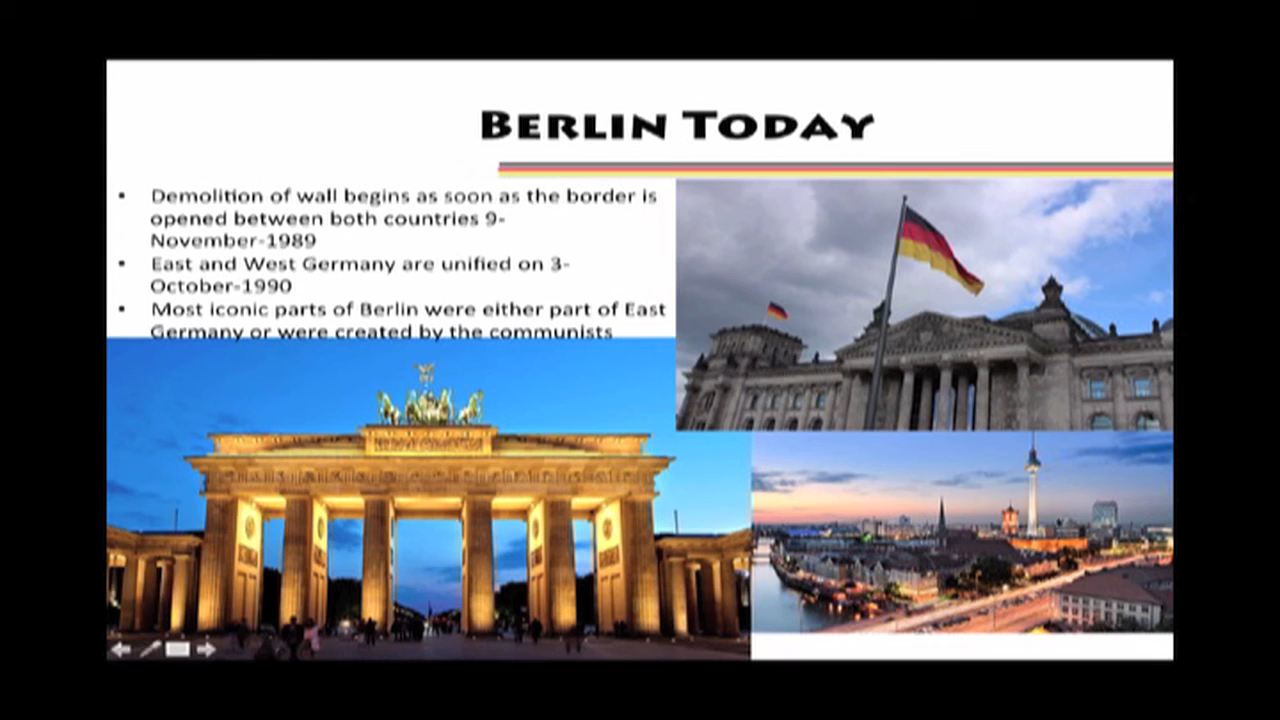 BERLIN TODAY
• Demolition of wall begins as soon as the border is
opened between both countries 9-
November-1989
• East and West Germany are unified on 3-
October-1990
• Most iconic parts of Berlin were either part of East
Germany or were created by the communists